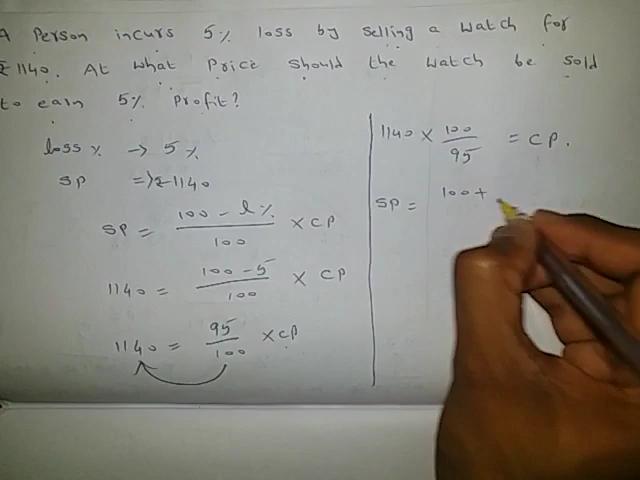 A Person incurs 5% loss by selling a watch for
₹1140. At what Price should the watch be sold
to earn 5% Profit?
loss% → 5%
SP ⇒ ₹1140
SP = 100 - l% / 100 × CP
1140 = 100 - 5 / 100 × CP
1140 = 95 / 100 × CP
1140 × 100 / 95 = CP.
SP = 100 +